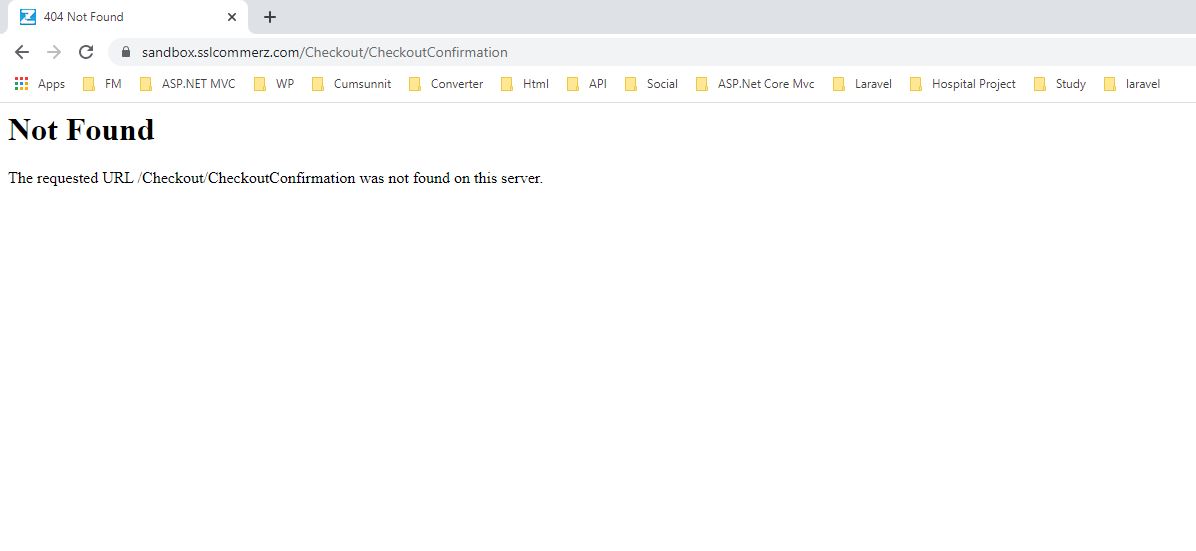 404 Not Found
sandbox.sslcommerz.com/Checkout/CheckoutConfirmation
Apps FM ASP.NET MVC WP Cumsunnit Converter Html API Social ASP.Net Core Mvc Laravel Hospital Project Study laravel
Not Found
The requested URL /Checkout/CheckoutConfirmation was not found on this server.